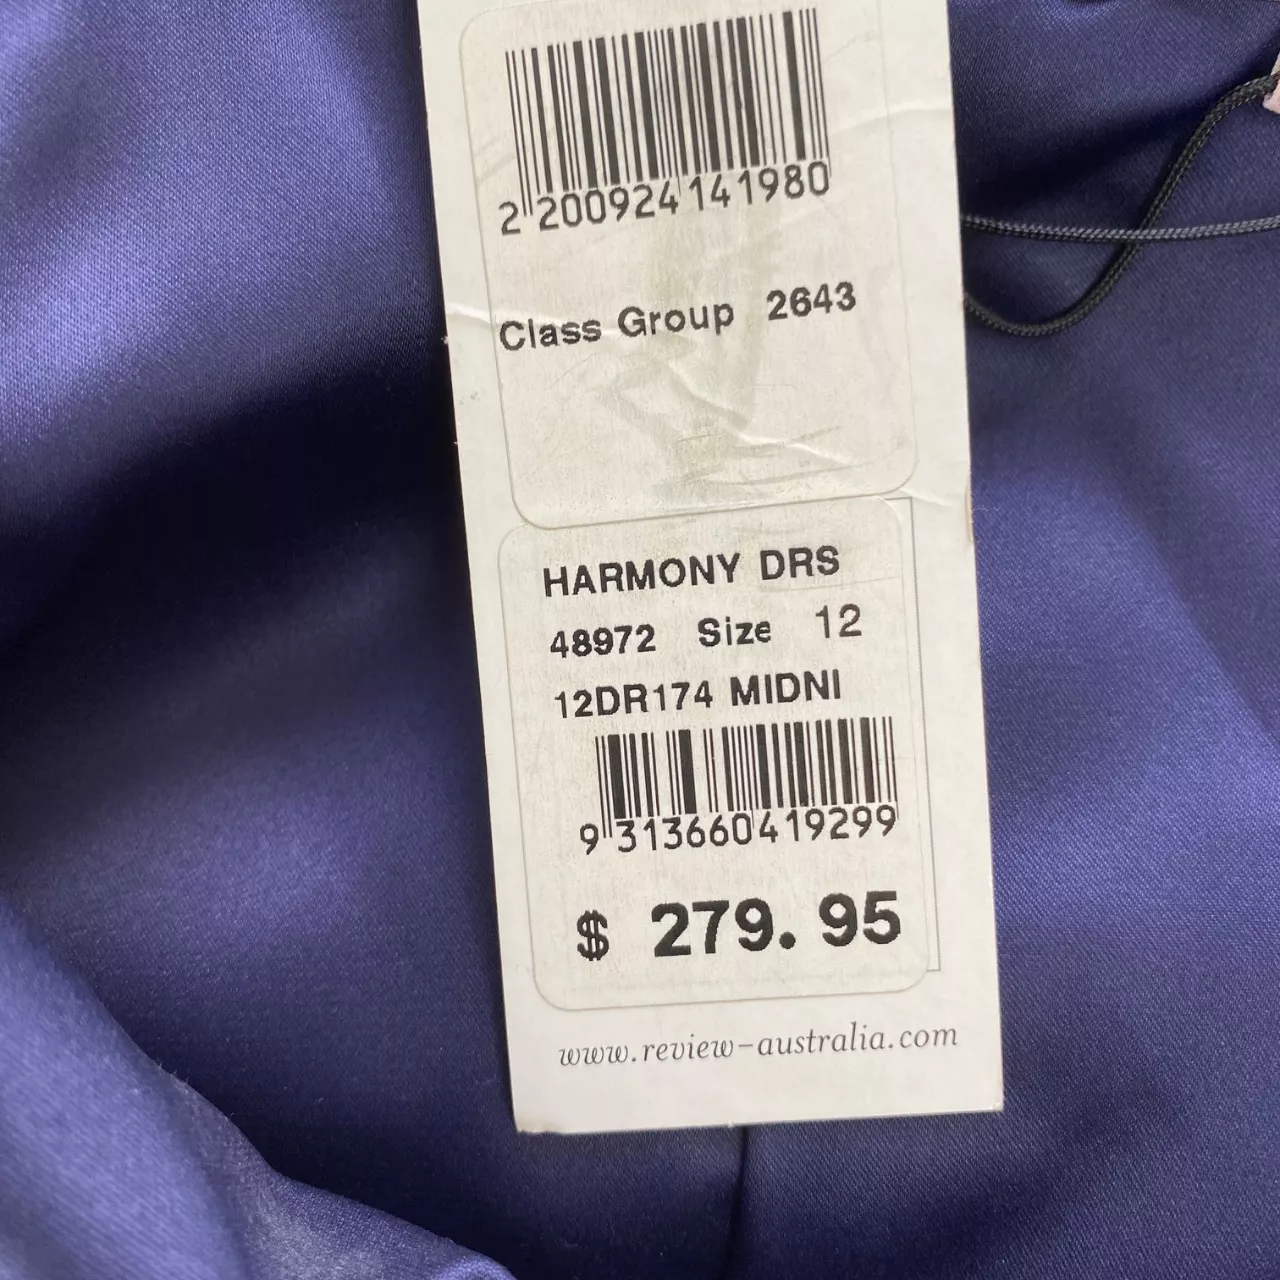 2 200924 141980
Class Group 2643
HARMONY DRS
48972 Size 12
12DR174 MIDNI
9 313660 419299
$ 279.95
www.review-australia.com